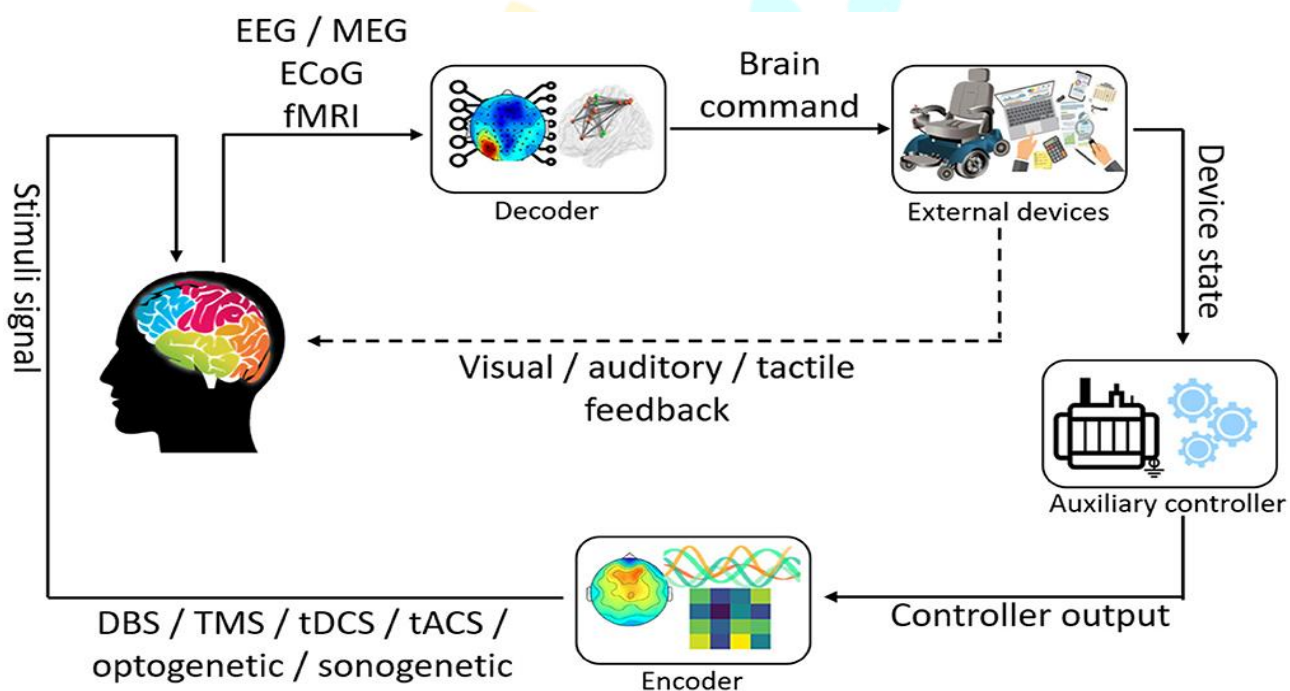 EEG / MEG
ECoG
fMRI
Brain
command
Decoder
External devices
Stimuli signal
Device state
Visual / auditory / tactile
feedback
Auxiliary controller
Controller output
DBS / TMS / tDCS / tACS /
optogenetic / sonogenetic
Encoder